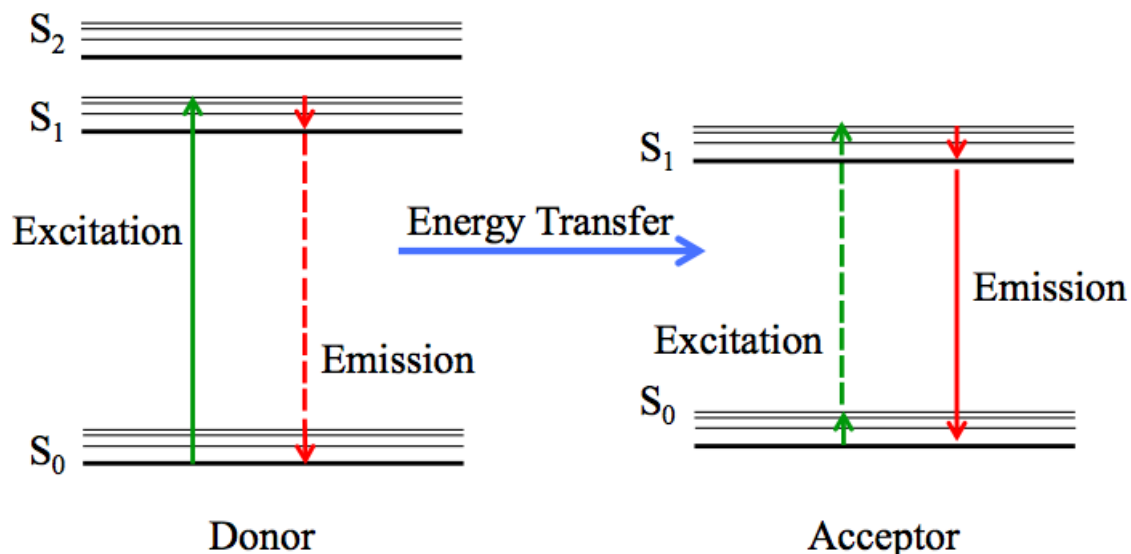 S₂
S₁
Excitation
Emission
S₀
Donor
Energy Transfer
S₁
Excitation
Emission
S₀
Acceptor